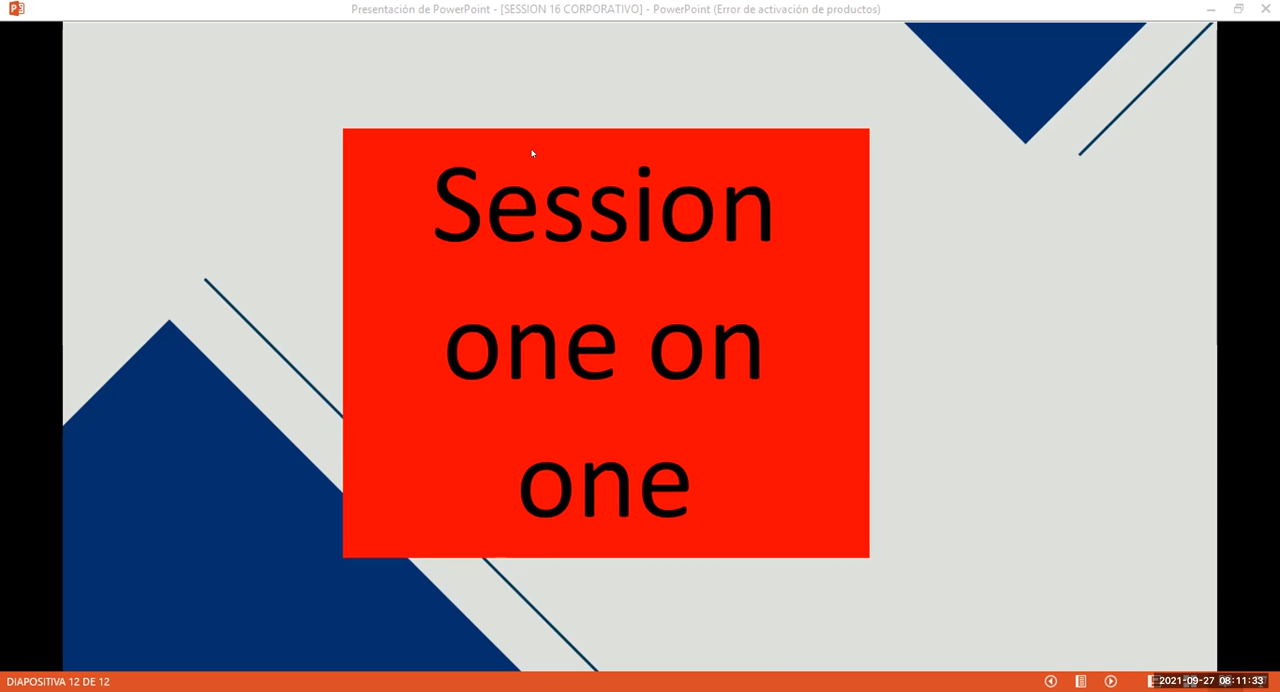 Presentación de PowerPoint - [SESSION 16 CORPORATIVO] - PowerPoint (Error de activación de productos)
Session
one on
one
DIAPOSITIVA 12 DE 12
2021-09-27 08:11:33